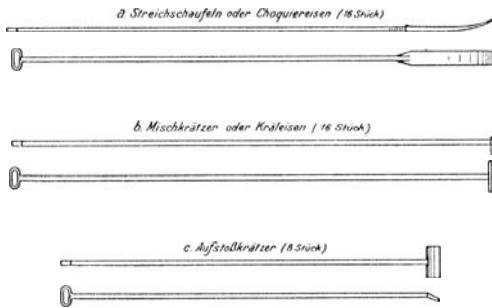 a Streichschaufeln oder Choquiereisen (16 Stück)
b. Mischkrätzer oder Kräleisen (16 Stück)
c. Aufstoßkrätzer (8 Stück)